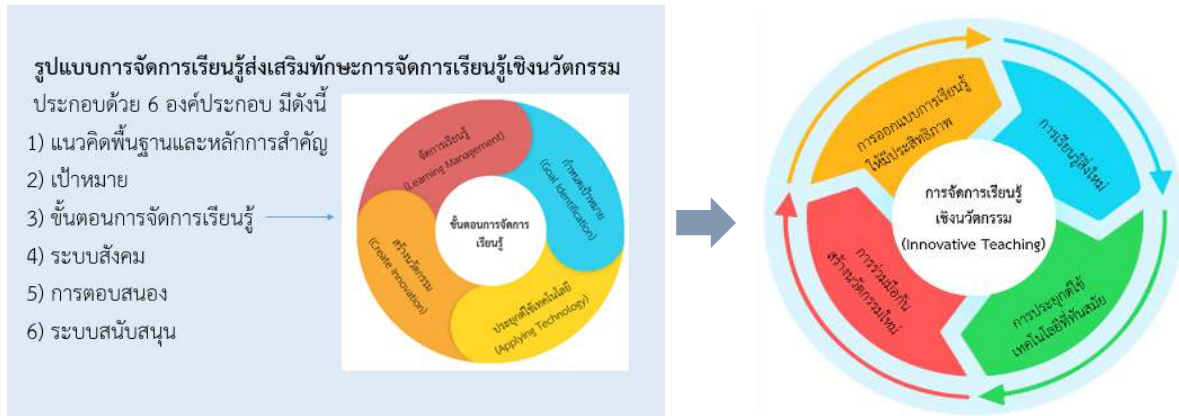 รูปแบบการจัดการเรียนรู้ส่งเสริมทักษะการจัดการเรียนรู้เชิงนวัตกรรม
ประกอบด้วย 6 องค์ประกอบ มีดังนี้
1) แนวคิดพื้นฐานและหลักการสำคัญ
2) เป้าหมาย
3) ขั้นตอนการจัดการเรียนรู้
4) ระบบสังคม
5) การตอบสนอง
6) ระบบสนับสนุน
ขั้นตอนการจัดการ
เรียนรู้
กำหนดเป้าหมาย
(Goal Identification)
ประยุกต์ใช้เทคโนโลยี
(Applying Technology)
สร้างนวัตกรรม
(Create Innovation)
จัดการเรียนรู้
(Learning Management)
การจัดการเรียนรู้
เชิงนวัตกรรม
(Innovative Teaching)
การเรียนรู้สิ่งใหม่
การประยุกต์ใช้
เทคโนโลยีที่ทันสมัย
การร่วมมือกัน
สร้างนวัตกรรมใหม่
การออกแบบการเรียนรู้
ให้มีประสิทธิภาพ